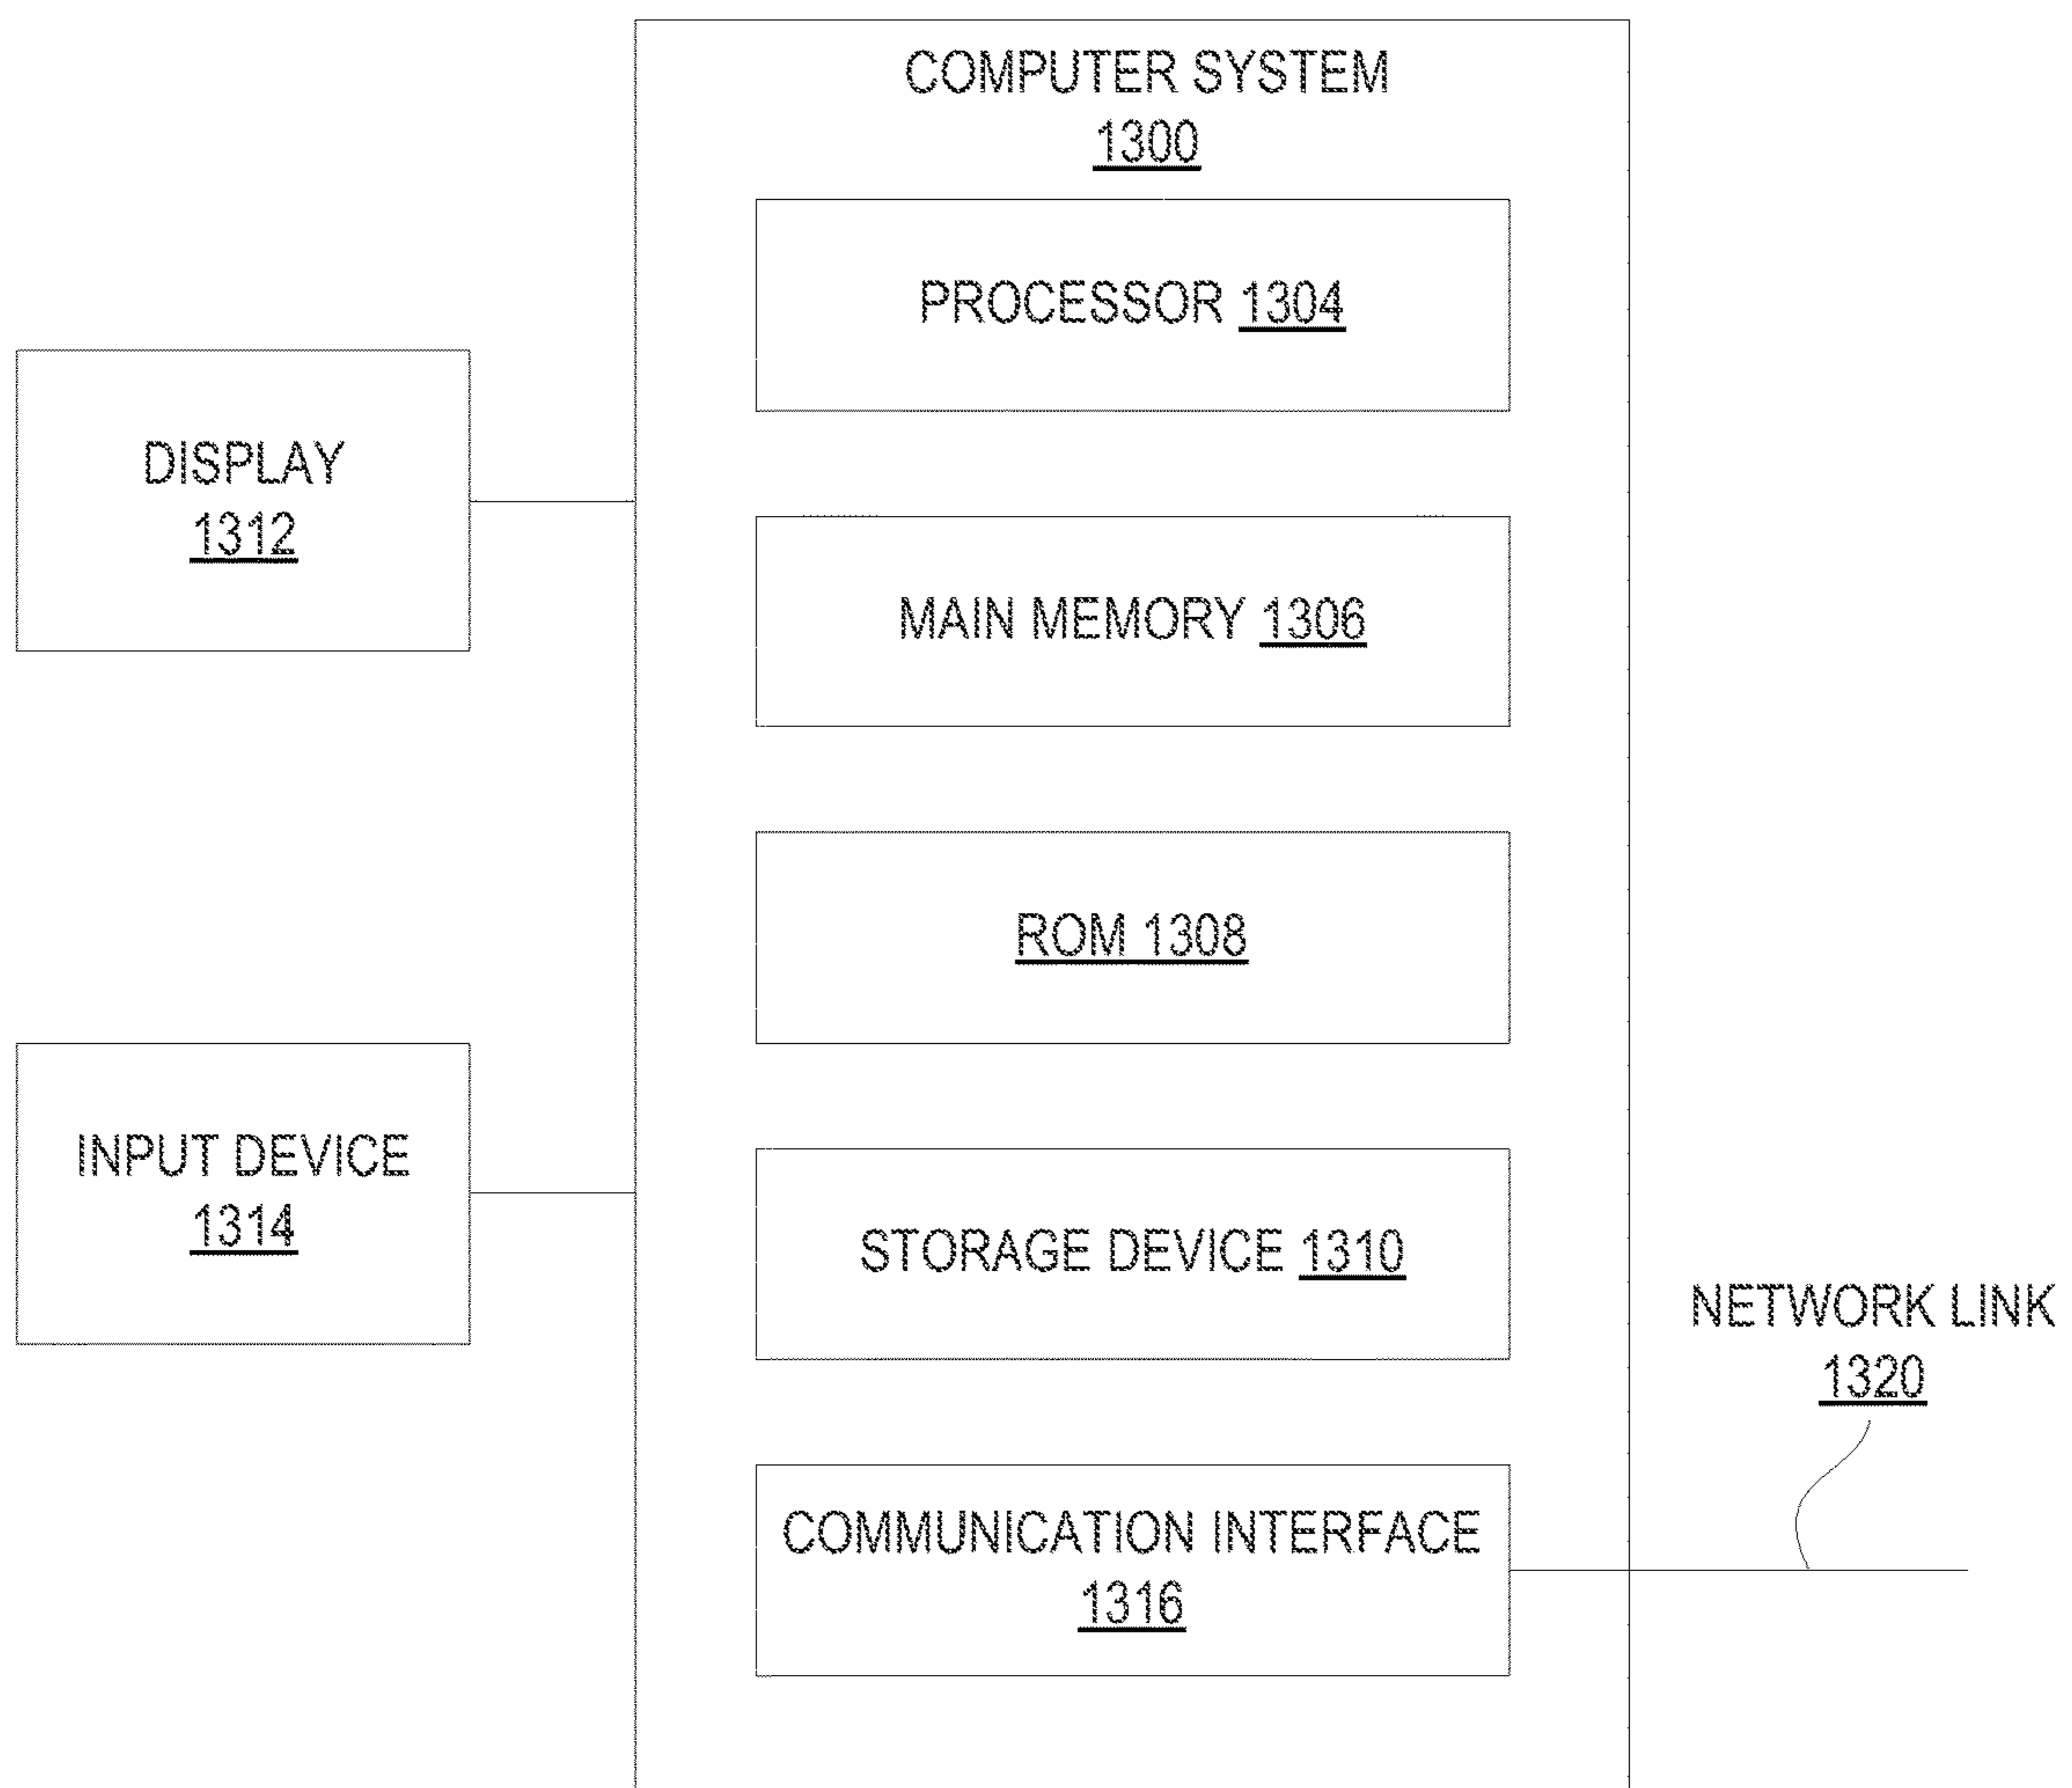 COMPUTER SYSTEM
1300
PROCESSOR 1304
DISPLAY
1312
MAIN MEMORY 1306
ROM 1308
INPUT DEVICE
1314
STORAGE DEVICE 1310
NETWORK LINK
1320
COMMUNICATION INTERFACE
1316